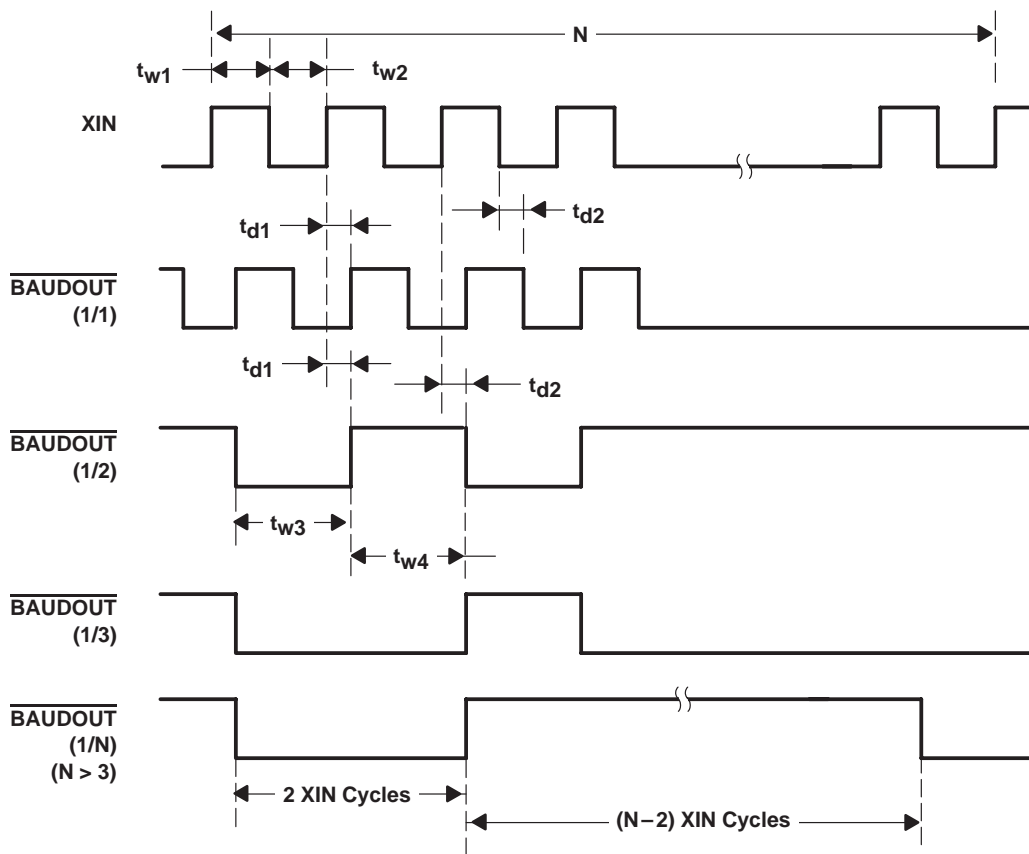 N
tw1
tw2
XIN
td1
td2
BAUDOUT
(1/1)
td1
td2
BAUDOUT
(1/2)
tw3
tw4
BAUDOUT
(1/3)
BAUDOUT
(1/N)
(N > 3)
2 XIN Cycles
(N−2) XIN Cycles